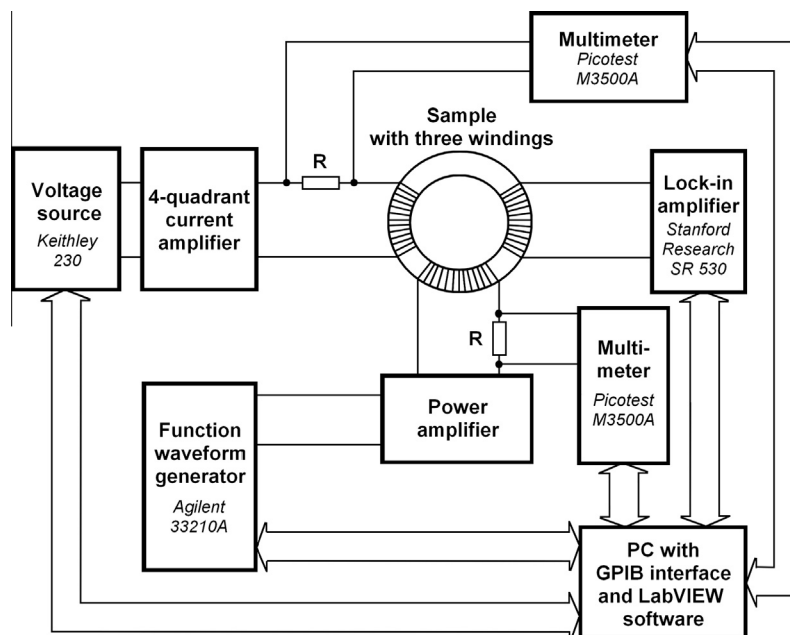 Multimeter
Picotest
M3500A
Sample
with three windings
R
Voltage
source
Keithley
230
4-quadrant
current
amplifier
Lock-in
amplifier
Stanford
Research
SR 530
R
Multi-
meter
Picotest
M3500A
Power
amplifier
Function
waveform
generator
Agilent
33210A
PC with
GPIB interface
and LabVIEW
software